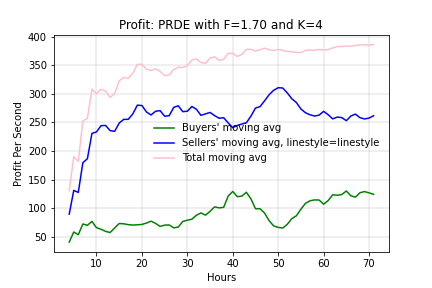 Profit: PRDE with F=1.70 and K=4
400
350
300
250
200
150
100
50
Profit Per Second
Buyers' moving avg
Sellers' moving avg, linestyle=linestyle
Total moving avg
10
20
30
40
50
60
70
Hours